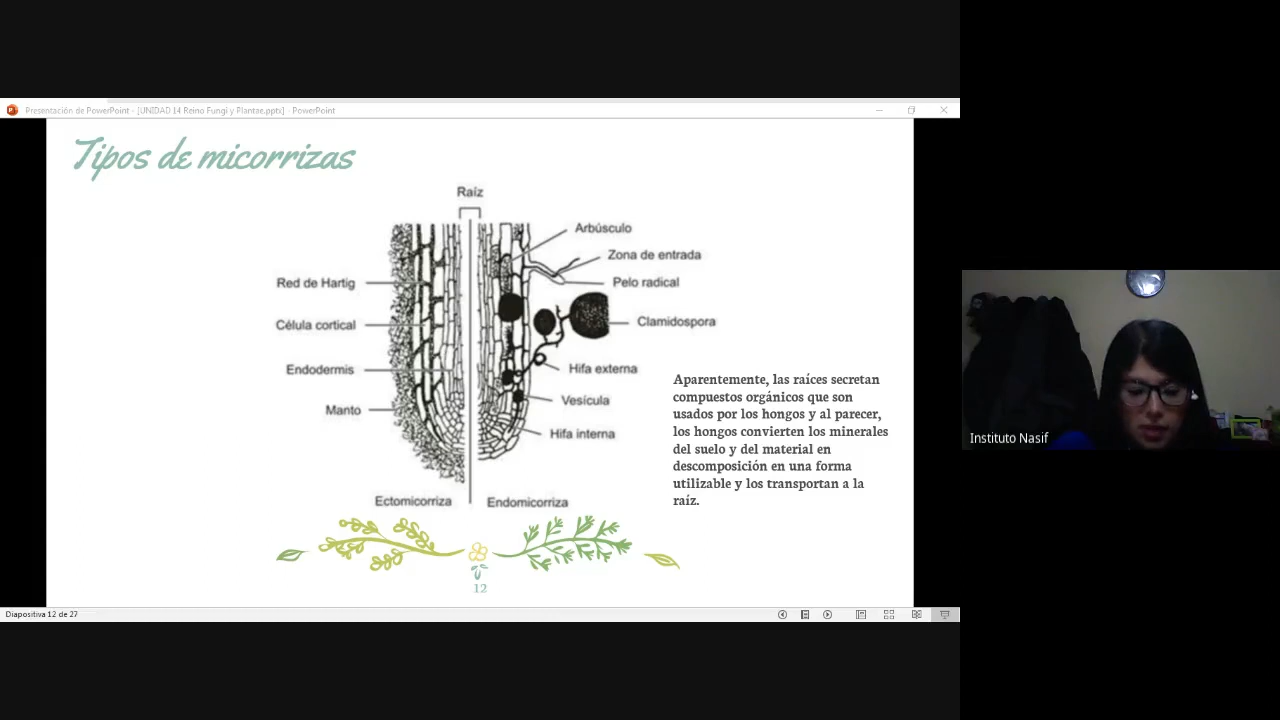 Presentación de PowerPoint - [UNIDAD 14 Reino Fungi y Plantae.pptx] - PowerPoint
Tipos de micorrizas
Raíz
Arbúsculo
Zona de entrada
Red de Hartig
Pelo radical
Célula cortical
Clamidospora
Endodermis
Hifa externa
Manto
Vesícula
Hifa interna
Ectomicorriza
Endomicorriza
Aparentemente, las raíces secretan
compuestos orgánicos que son
usados por los hongos y al parecer,
los hongos convierten los minerales
del suelo y del material en
descomposición en una forma
utilizable y los transportan a la
raíz.
12
Diapositiva 12 de 27
Instituto Nasif